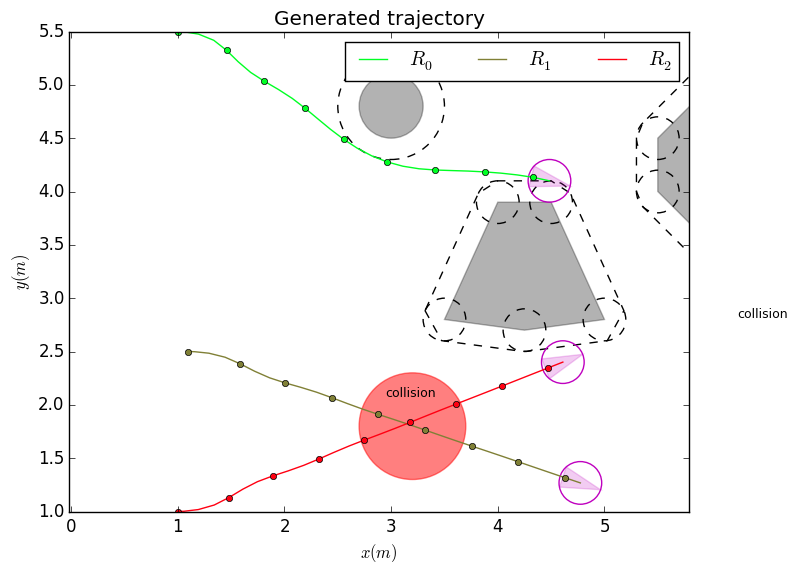 Generated trajectory
R0 R1 R2
5.5
5.0
4.5
4.0
3.5
3.0
2.5
2.0
1.5
1.0
y(m)
collision
collision
0 1 2 3 4 5
x(m)